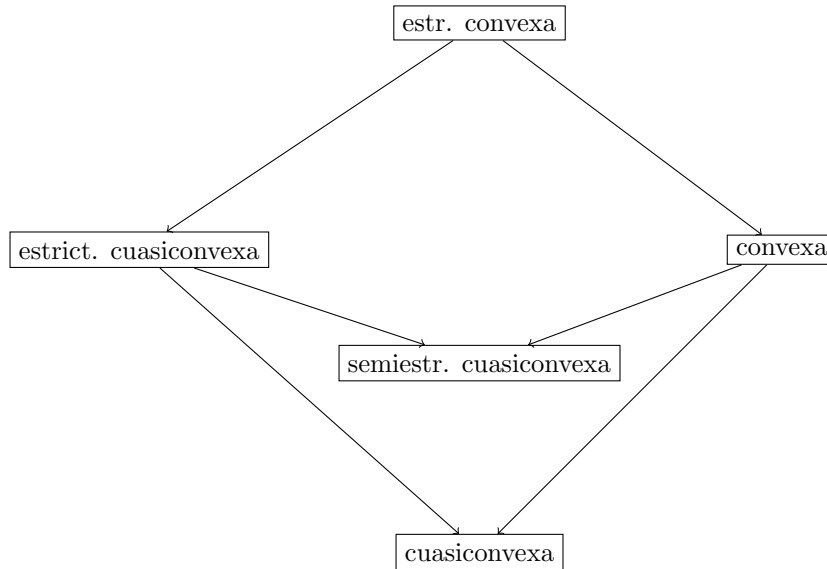 estr. convexa
estrict. cuasiconvexa
convexa
semiestr. cuasiconvexa
cuasiconvexa